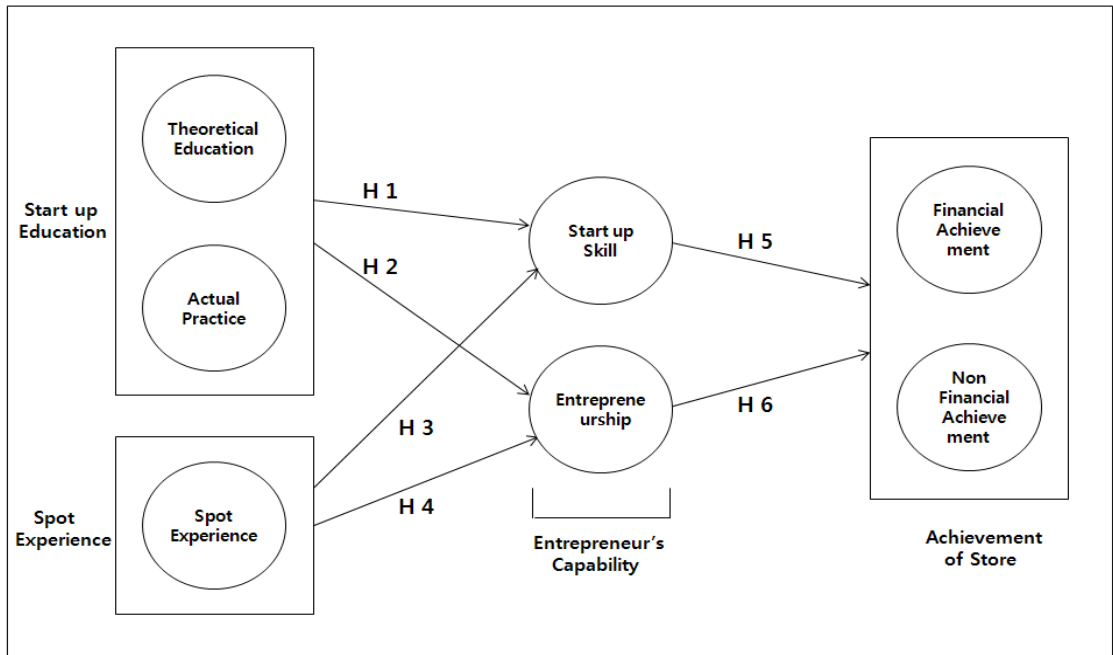 Theoretical
Education
Start up
Education
Actual
Practice
H 1
H 2
Spot
Experience
Spot
Experience
H 3
H 4
Start up
Skill
Entreprene
urship
Entrepreneur's
Capability
H 5
H 6
Financial
Achieve
ment
Non
Financial
Achieve
ment
Achievement
of Store